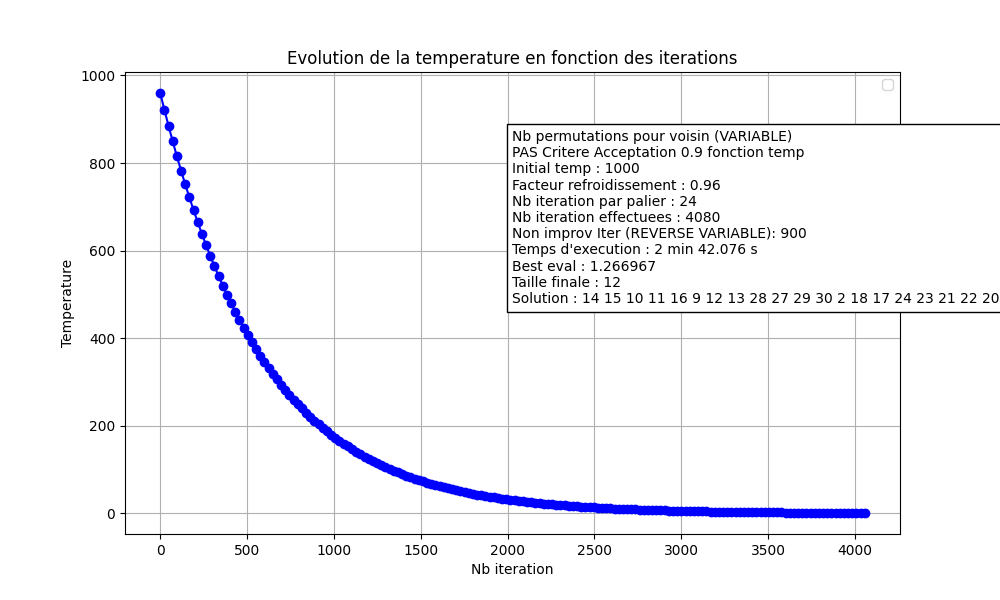 Evolution de la temperature en fonction des iterations
1000
800
600
400
200
0
Temperature
Nb permutations pour voisin (VARIABLE)
PAS Critere Acceptation 0.9 fonction temp
Initial temp : 1000
Facteur refroidissement : 0.96
Nb iteration par palier : 24
Nb iteration effectuees : 4080
Non improv Iter (REVERSE VARIABLE): 900
Temps d'execution : 2 min 42.076 s
Best eval : 1.266967
Taille finale : 12
Solution : 14 15 10 11 16 9 12 13 28 27 29 30 2 18 17 24 23 21 22 20
0 500 1000 1500 2000 2500 3000 3500 4000
Nb iteration